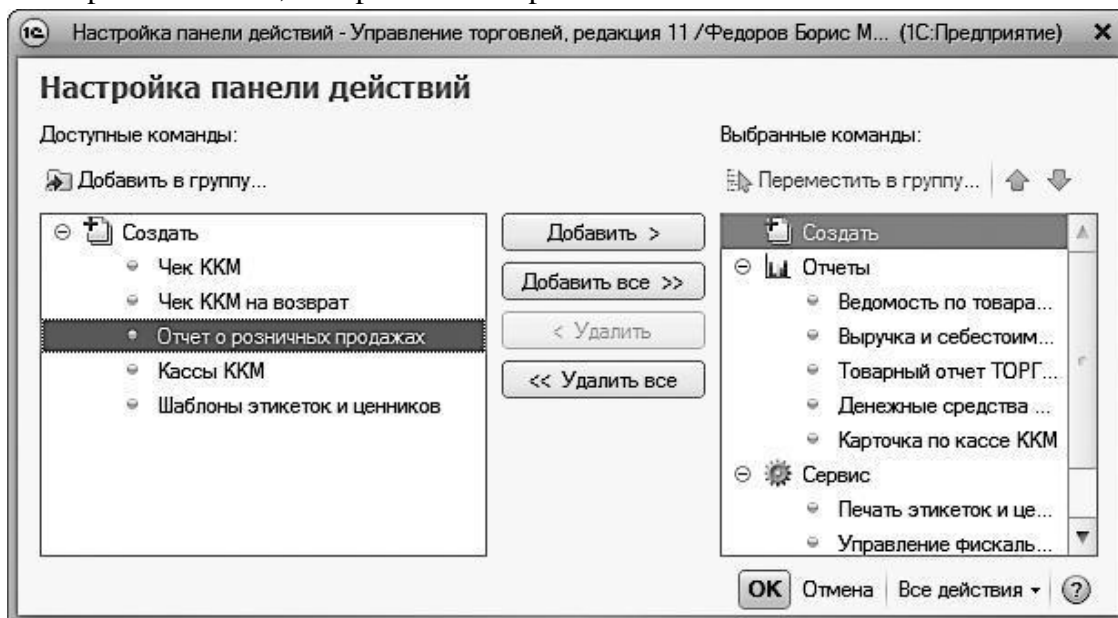 Настройка панели действий - Управление торговлей, редакция 11 /Федоров Борис М... (1С:Предприятие)
Настройка панели действий
Доступные команды:
Выбранные команды:
Добавить в группу...
Переместить в группу...
Создать
Чек ККМ
Чек ККМ на возврат
Отчет о розничных продажах
Кассы ККМ
Шаблоны этикеток и ценников
Добавить >
Добавить все >>
< Удалить
<< Удалить все
Создать
Отчеты
Ведомость по товара...
Выручка и себестоим...
Товарный отчет ТОРГ...
Денежные средства ...
Карточка по кассе ККМ
Сервис
Печать этикеток и це...
Управление фискаль...
ОК Отмена Все действия ?